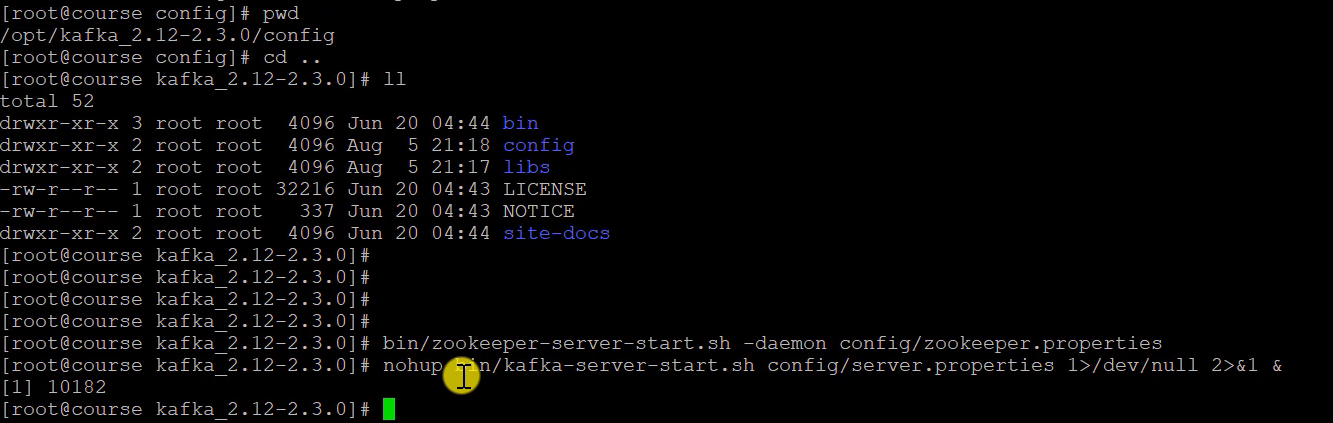 [root@course config]# pwd
/opt/kafka_2.12-2.3.0/config
[root@course config]# cd ..
[root@course kafka_2.12-2.3.0]# ll
total 52
drwxr-xr-x 3 root root  4096 Jun 20 04:44 bin
drwxr-xr-x 2 root root  4096 Aug  5 21:18 config
drwxr-xr-x 2 root root  4096 Aug  5 21:17 libs
-rw-r--r-- 1 root root 32216 Jun 20 04:43 LICENSE
-rw-r--r-- 1 root root   337 Jun 20 04:43 NOTICE
drwxr-xr-x 2 root root  4096 Jun 20 04:44 site-docs
[root@course kafka_2.12-2.3.0]#
[root@course kafka_2.12-2.3.0]#
[root@course kafka_2.12-2.3.0]#
[root@course kafka_2.12-2.3.0]#
[root@course kafka_2.12-2.3.0]# bin/zookeeper-server-start.sh -daemon config/zookeeper.properties
[root@course kafka_2.12-2.3.0]# nohup bin/kafka-server-start.sh config/server.properties 1>/dev/null 2>&1 &
[1] 10182
[root@course kafka_2.12-2.3.0]#